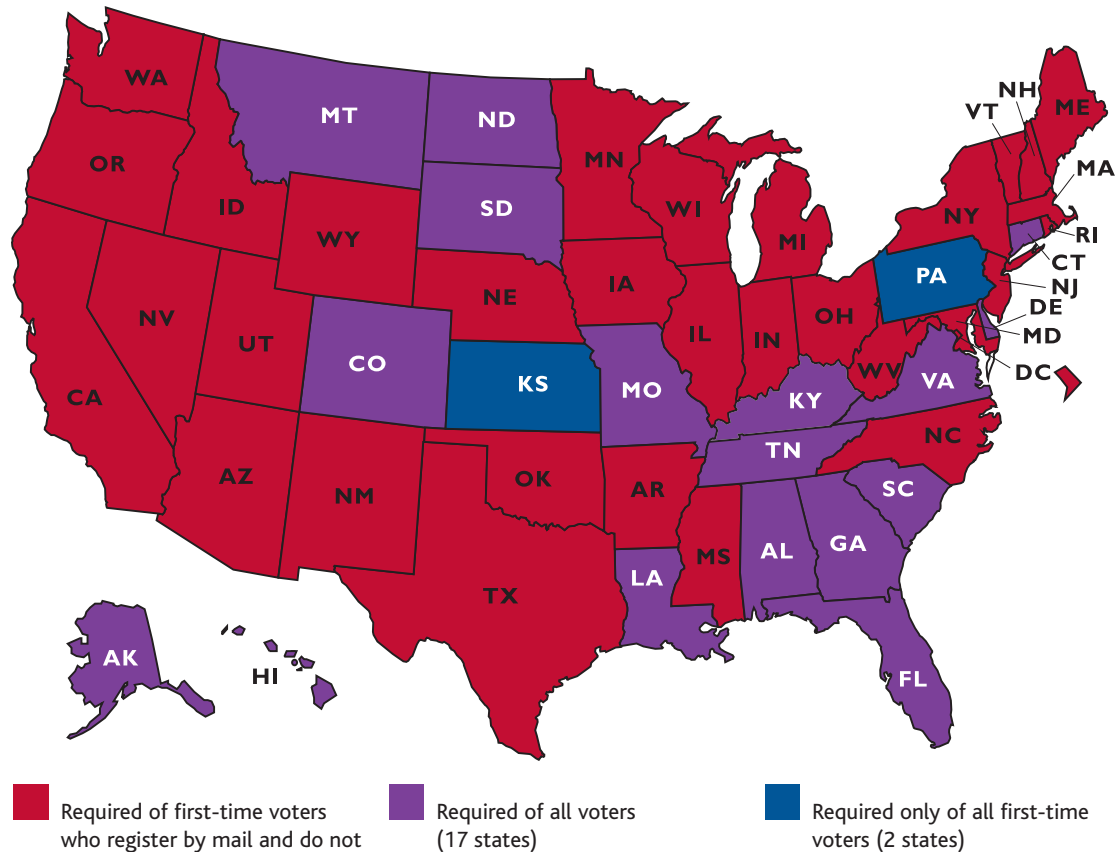 WA
MT
ND
MN
VT
NH
ME
OR
ID
SD
WI
MI
NY
MA
RI
CT
WY
IA
NE
PA
NJ
DE
MD
DC
NV
UT
CO
KS
MO
IL
IN
OH
WV
VA
KY
CA
AZ
NM
OK
AR
TN
NC
SC
MS
AL
GA
TX
LA
FL
AK
HI
Required of first-time voters
who register by mail and do not
Required of all voters
(17 states)
Required only of all first-time
voters (2 states)